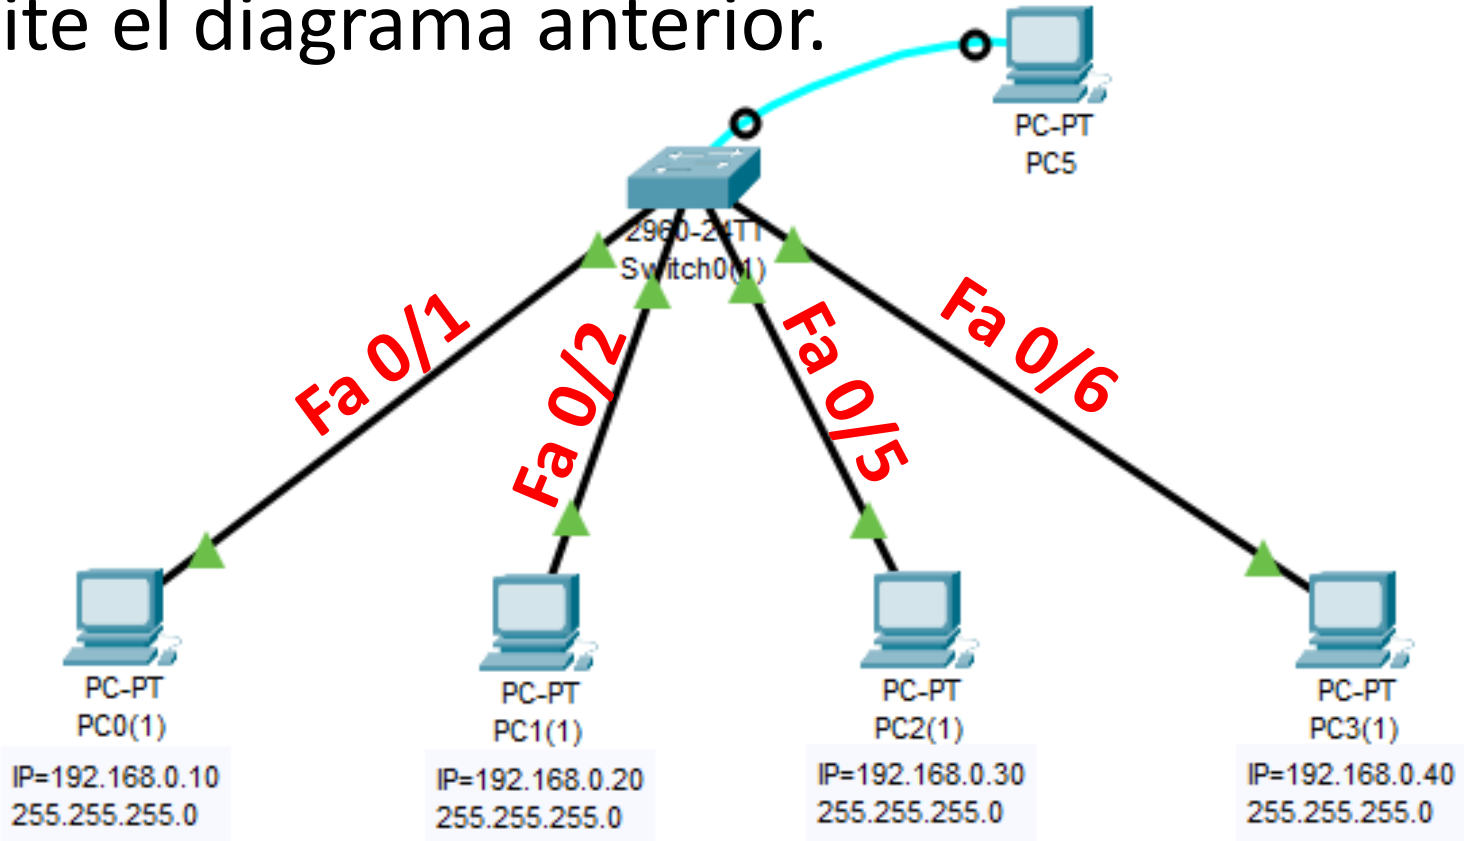 ite el diagrama anterior.
PC-PT
PC5
2960-24TT
Switch0(1)
Fa 0/1
Fa 0/2
Fa 0/5
Fa 0/6
PC-PT
PC0(1)
IP=192.168.0.10
255.255.255.0
PC-PT
PC1(1)
IP=192.168.0.20
255.255.255.0
PC-PT
PC2(1)
IP=192.168.0.30
255.255.255.0
PC-PT
PC3(1)
IP=192.168.0.40
255.255.255.0